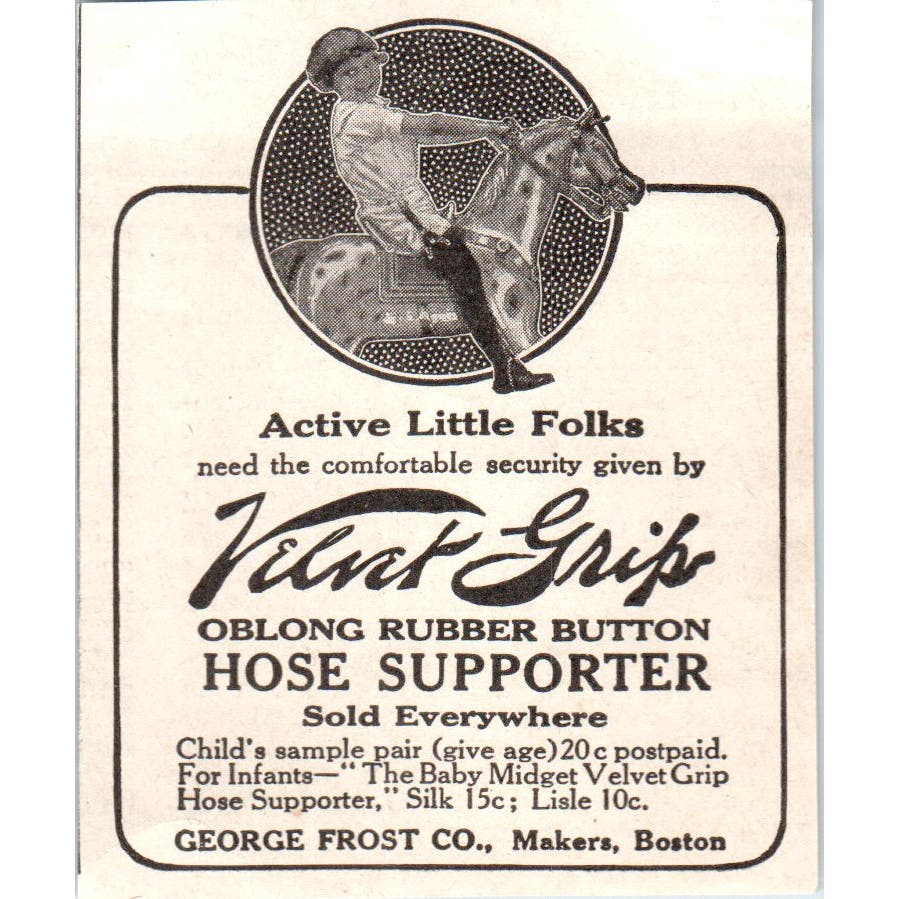 Active Little Folks
need the comfortable security given by
Velvet Grip
OBLONG RUBBER BUTTON
HOSE SUPPORTER
Sold Everywhere
Child's sample pair (give age) 20c postpaid.
For Infants—"The Baby Midget Velvet Grip
Hose Supporter," Silk 15c; Lisle 10c.
GEORGE FROST CO., Makers, Boston